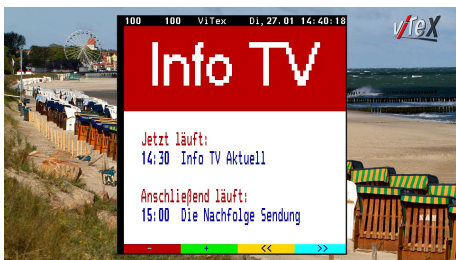 100 100 ViTex Di, 27.01 14:40:18
viTeX
Info TV
Jetzt läuft:
14:30 Info TV Aktuell
Anschließend läuft:
15:00 Die Nachfolge Sendung
- + << >>